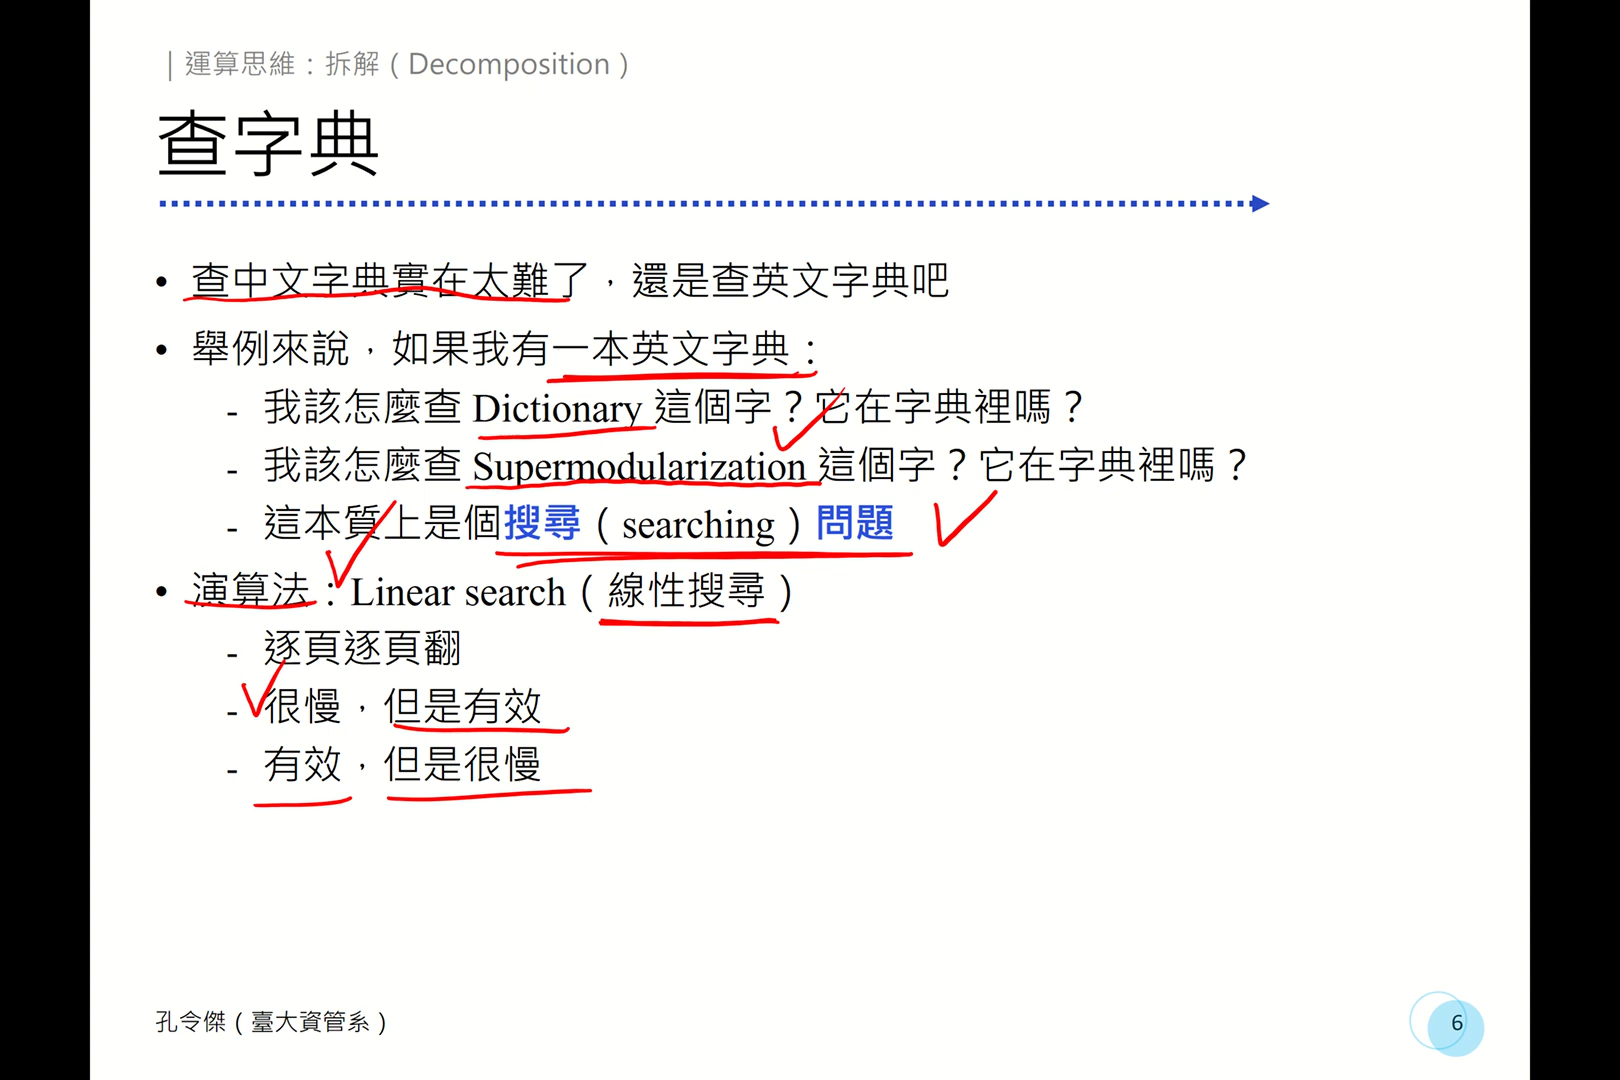 ｜運算思維：拆解（Decomposition）
查字典
• 查中文字典實在太難了，還是查英文字典吧
• 舉例來說，如果我有一本英文字典：
- 我該怎麼查 Dictionary 這個字？它在字典裡嗎？
- 我該怎麼查 Supermodularization 這個字？它在字典裡嗎？
- 這本質上是個搜尋（searching）問題
• 演算法：Linear search（線性搜尋）
- 逐頁逐頁翻
- 很慢，但是有效
- 有效，但是很慢
孔令傑（臺大資管系）
6